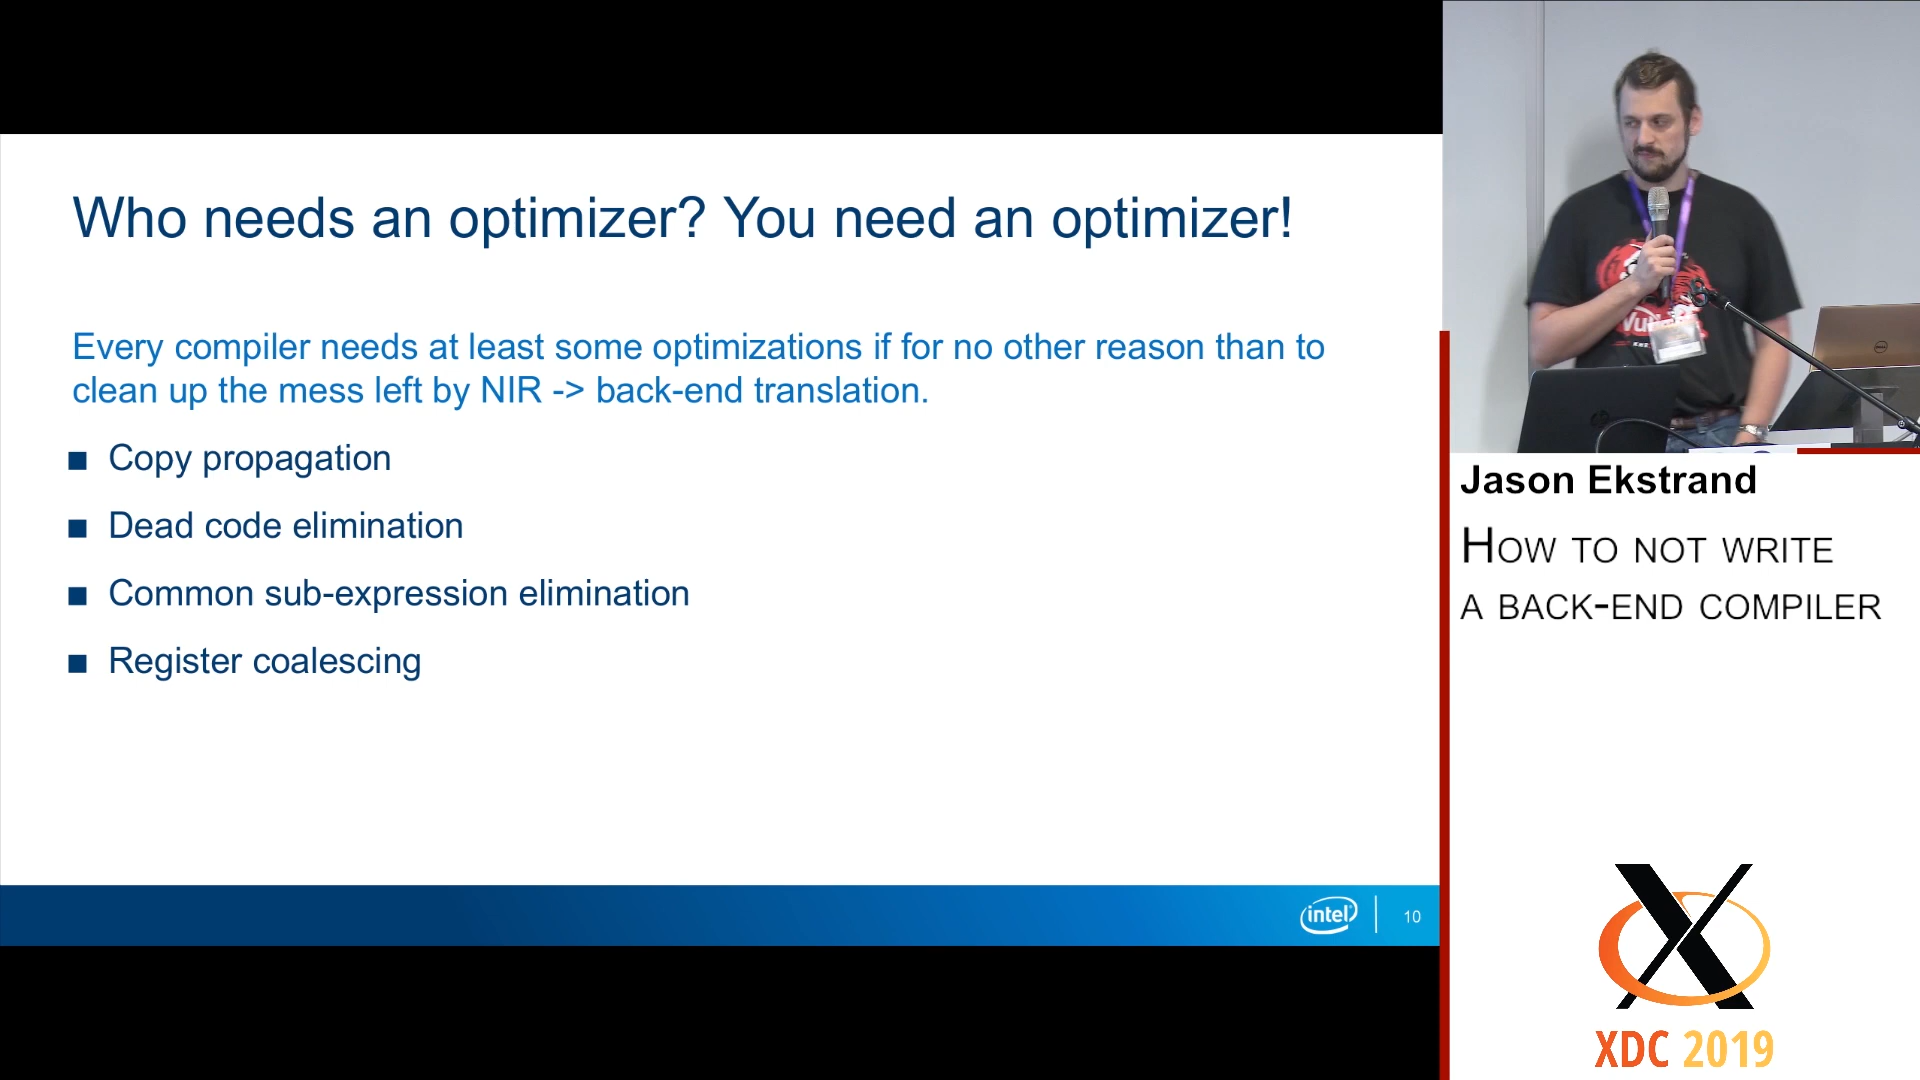 Who needs an optimizer? You need an optimizer!
Every compiler needs at least some optimizations if for no other reason than to
clean up the mess left by NIR -> back-end translation.
■ Copy propagation
■ Dead code elimination
■ Common sub-expression elimination
■ Register coalescing
intel
10
Jason Ekstrand
How to not write
a back-end compiler
XDC 2019